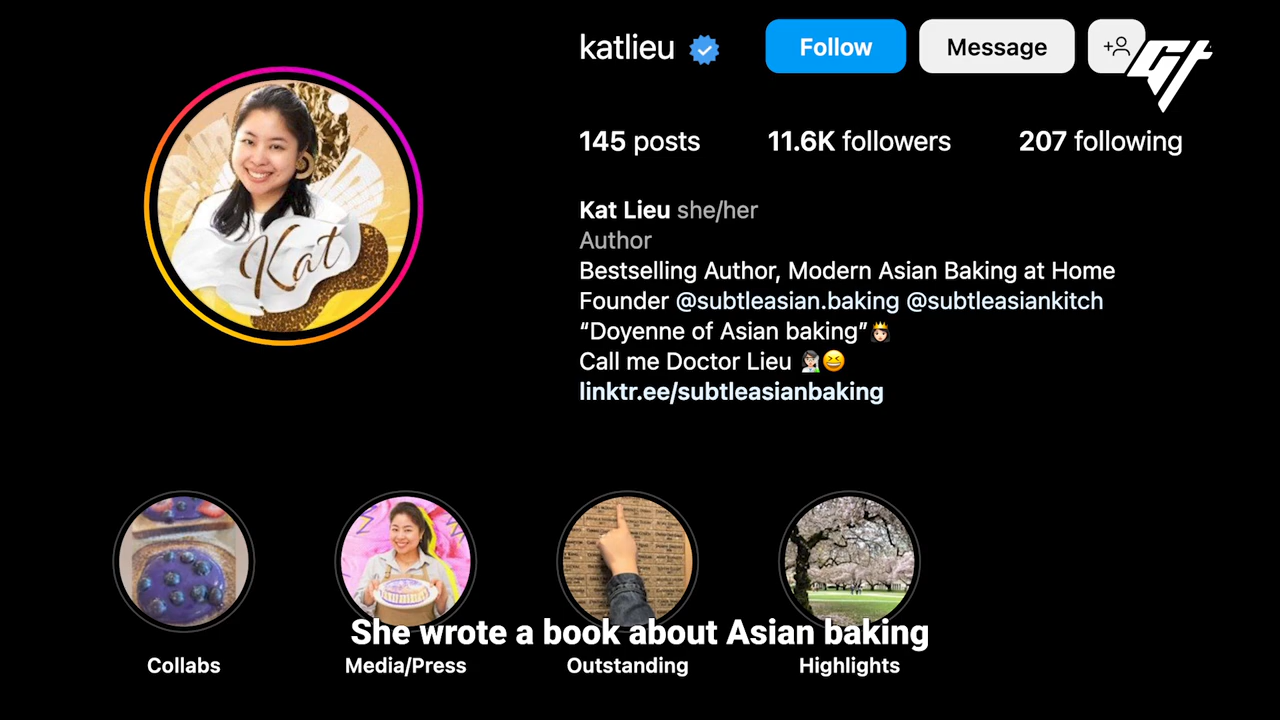 katlieu
Follow
Message
145 posts
11.6K followers
207 following
Kat Lieu she/her
Author
Bestselling Author, Modern Asian Baking at Home
Founder @subtleasian.baking @subtleasiankitch
“Doyenne of Asian baking”👸🏻
Call me Doctor Lieu 👩🏻‍🔬😆
linktr.ee/subtleasianbaking
Kat
She wrote a book about Asian baking
Collabs
Media/Press
Outstanding
Highlights